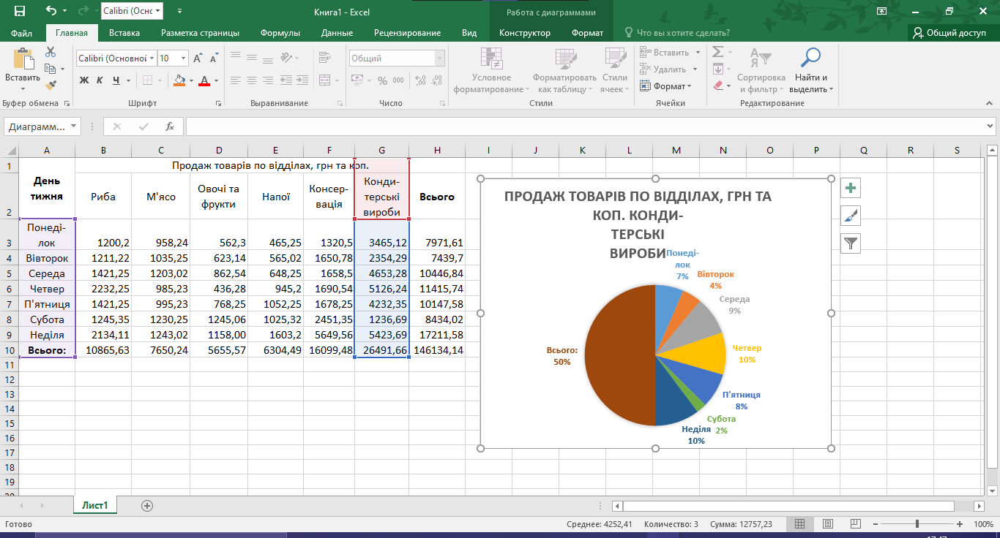 Calibri (Оснс
Книга1 - Excel
Работа с диаграммами
Файл Главная Вставка Разметка страницы Формулы Данные Рецензирование Вид Конструктор Формат Что вы хотите сделать? Общий доступ
Вставить
Буфер обмена
Calibri (Основної 10
Ж К Ч А
Шрифт
Выравнивание
Общий
% 000
Число
Условное форматирование
Форматировать как таблицу
Стили ячеек
Стили
Вставить
Удалить
Формат
Ячейки
Сортировка и фильтр
Найти и выделить
Редактирование
Диаграмм... fx
A B C D E F G H I J K L M N O P Q R S
1 День тижня Продаж товарів по відділах, грн та коп.
2 Риба М'ясо Овочі та фрукти Напої Консер-вація Конди-терські вироби Всього
3 Понеді-лок 1200,2 958,24 562,3 465,25 1320,5 3465,12 7971,61
4 Вівторок 1211,22 1035,25 623,14 565,02 1650,78 2354,29 7439,7
5 Середа 1421,25 1203,02 862,54 648,25 1658,5 4653,28 10446,84
6 Четвер 2232,25 985,23 436,28 945,2 1690,54 5126,24 11415,74
7 П'ятниця 1421,25 995,23 768,25 1052,25 1678,25 4232,35 10147,58
8 Субота 1245,35 1230,25 1245,06 1025,32 2451,35 1236,69 8434,02
9 Неділя 2134,11 1243,02 1158,00 1603,2 5649,56 5423,69 17211,58
10 Всього: 10865,63 7650,24 5655,57 6304,49 16099,48 26491,66 146134,14
11
12
13
14
15
16
17
18
19
ПРОДАЖ ТОВАРІВ ПО ВІДДІЛАХ, ГРН ТА
КОП. КОНДИ-
ТЕРСЬКІ
ВИРОБИ
Понеді-
лок
7%
Вівторок
4%
Середа
9%
Четвер
10%
П'ятниця
8%
Субота
2%
Неділя
10%
Всього:
50%
Лист1
Готово Среднее: 4252,41 Количество: 3 Сумма: 12757,23 100%